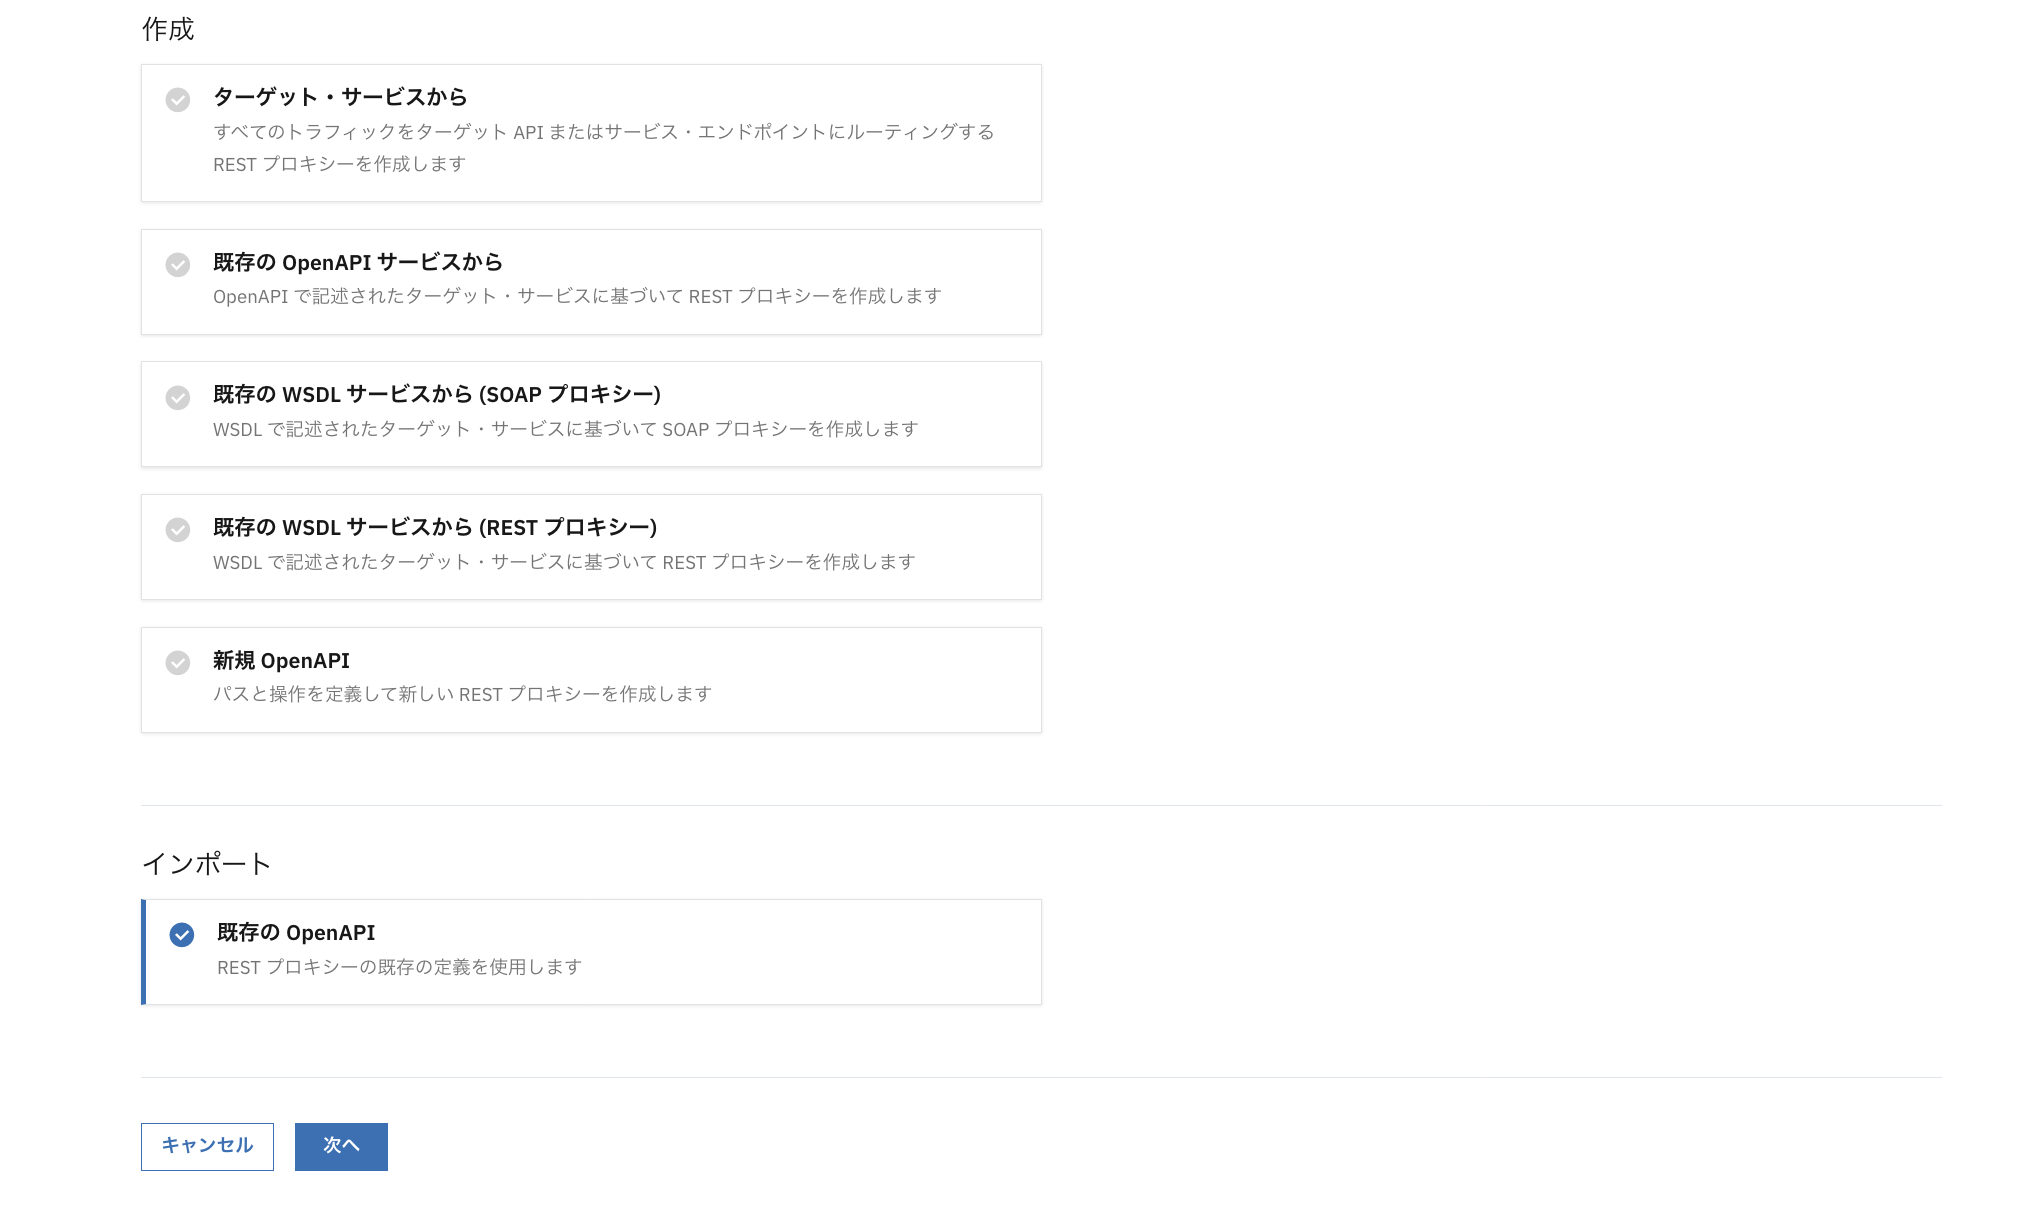 作成
ターゲット・サービスから
すべてのトラフィックをターゲット API またはサービス・エンドポイントにルーティングする
REST プロキシーを作成します
既存の OpenAPI サービスから
OpenAPI で記述されたターゲット・サービスに基づいて REST プロキシーを作成します
既存の WSDL サービスから (SOAP プロキシー)
WSDL で記述されたターゲット・サービスに基づいて SOAP プロキシーを作成します
既存の WSDL サービスから (REST プロキシー)
WSDL で記述されたターゲット・サービスに基づいて REST プロキシーを作成します
新規 OpenAPI
パスと操作を定義して新しい REST プロキシーを作成します
インポート
既存の OpenAPI
REST プロキシーの既存の定義を使用します
キャンセル
次へ